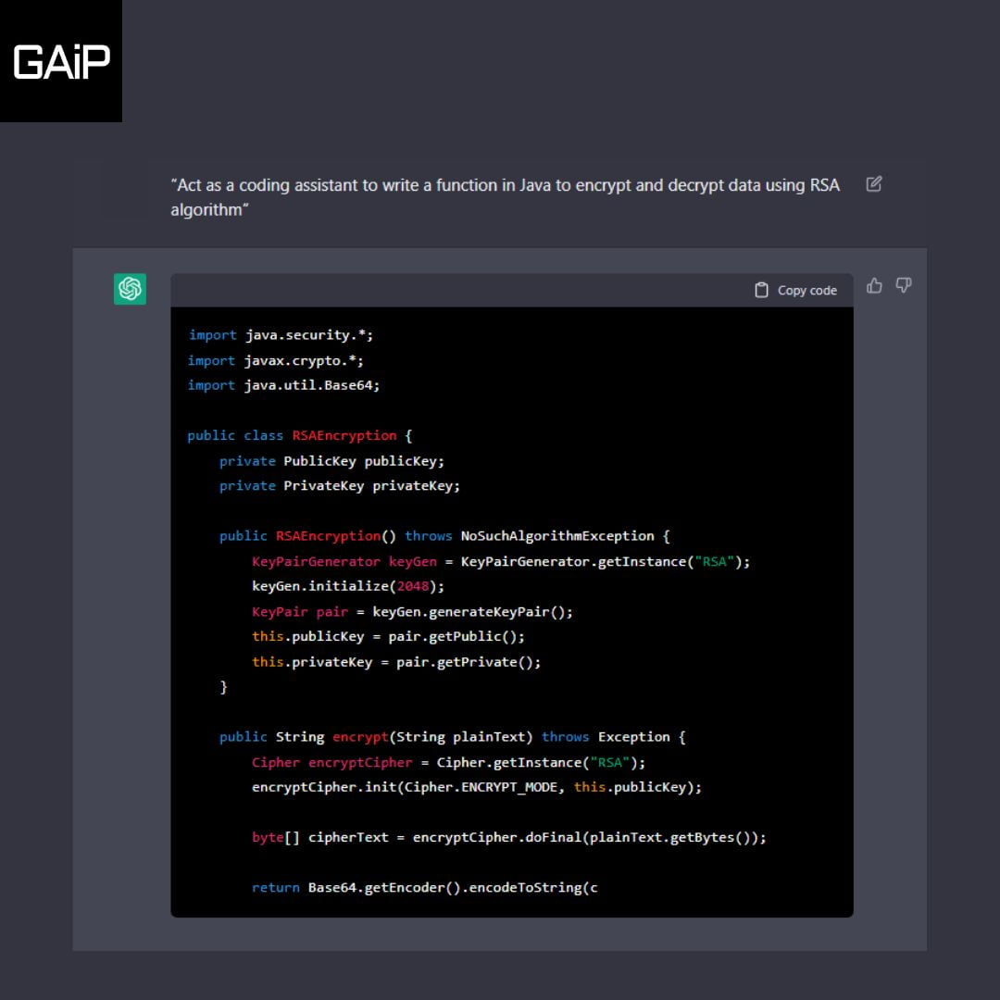 GAiP
“Act as a coding assistant to write a function in Java to encrypt and decrypt data using RSA
algorithm”
Copy code
import java.security.*;
import javax.crypto.*;
import java.util.Base64;
public class RSAEncryption {
private PublicKey publicKey;
private PrivateKey privateKey;
public RSAEncryption() throws NoSuchAlgorithmException {
KeyPairGenerator keyGen = KeyPairGenerator.getInstance("RSA");
keyGen.initialize(2048);
KeyPair pair = keyGen.generateKeyPair();
this.publicKey = pair.getPublic();
this.privateKey = pair.getPrivate();
}
public String encrypt(String plainText) throws Exception {
Cipher encryptCipher = Cipher.getInstance("RSA");
encryptCipher.init(Cipher.ENCRYPT_MODE, this.publicKey);
byte[] cipherText = encryptCipher.doFinal(plainText.getBytes());
return Base64.getEncoder().encodeToString(c